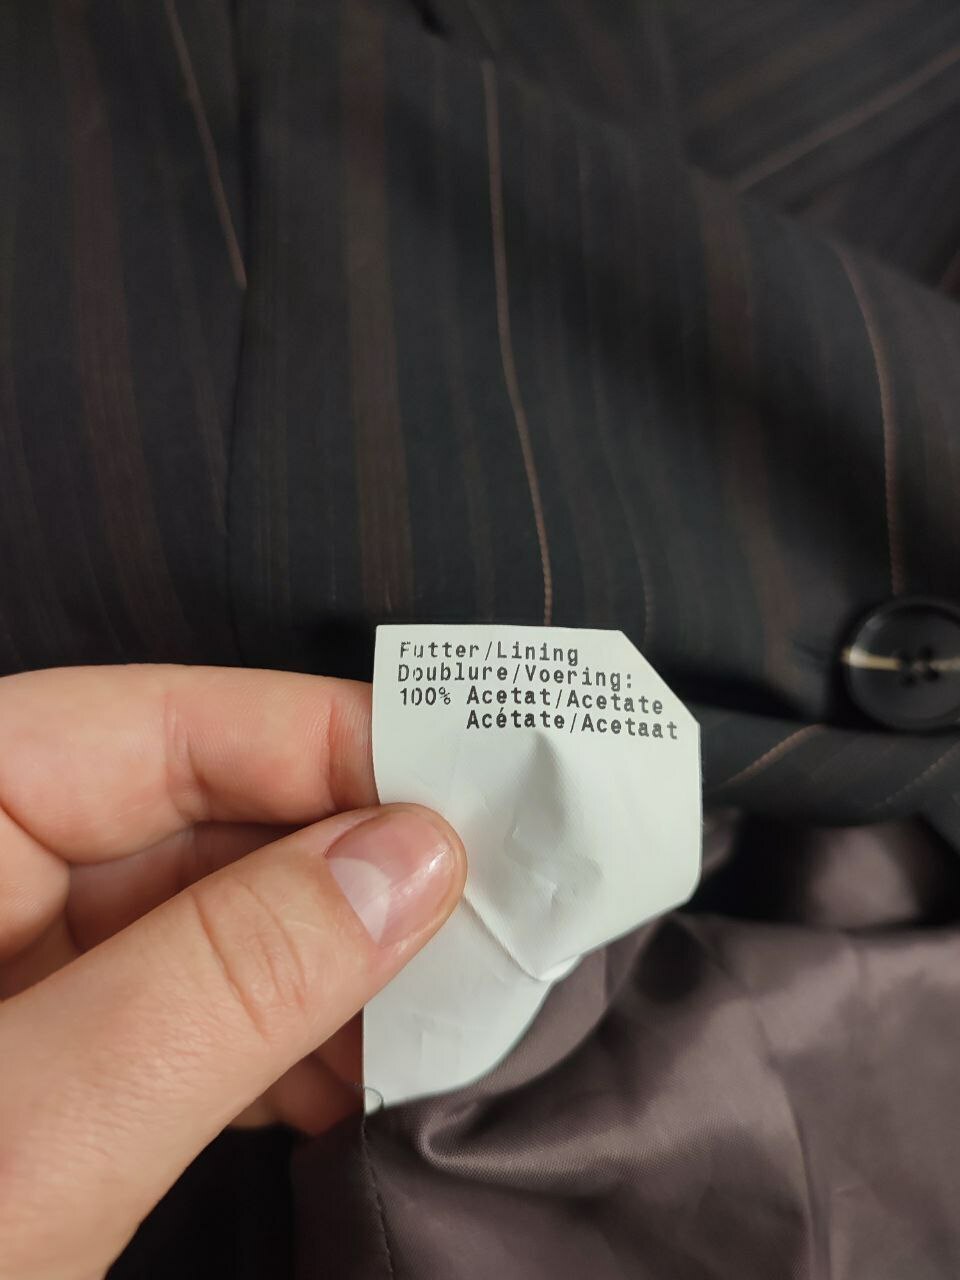 Futter/Lining
Doublure/Voering:
100% Acetat/Acetate
Acétate/Acetaat